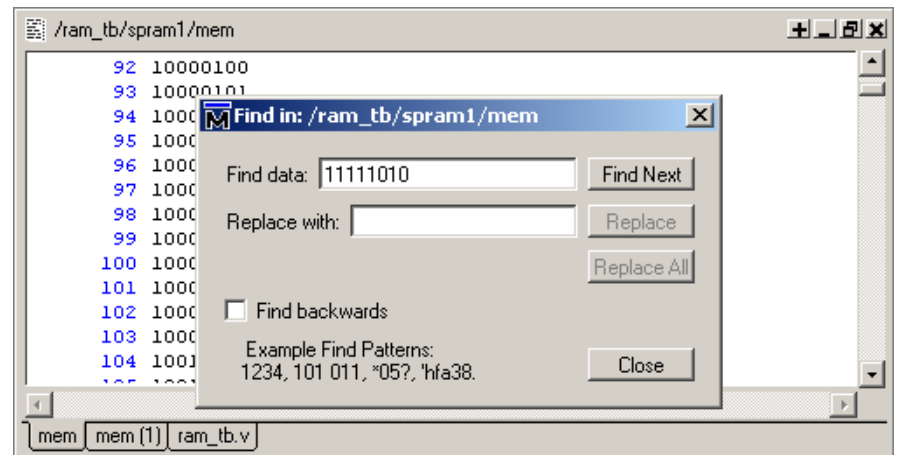 /ram_tb/spram1/mem
92 10000100
93 10000101
94 1000
95 1000
96 1000
97 1000
98 1000
99 1000
100 1000
101 1000
102 1000
103 1000
104 1001
Find in: /ram_tb/spram1/mem
Find data: 11111010 Find Next
Replace with: Replace
Replace All
Find backwards
Example Find Patterns:
1234, 101 011, *05?, 'hfa38.
Close
mem mem (1) ram_tb.v